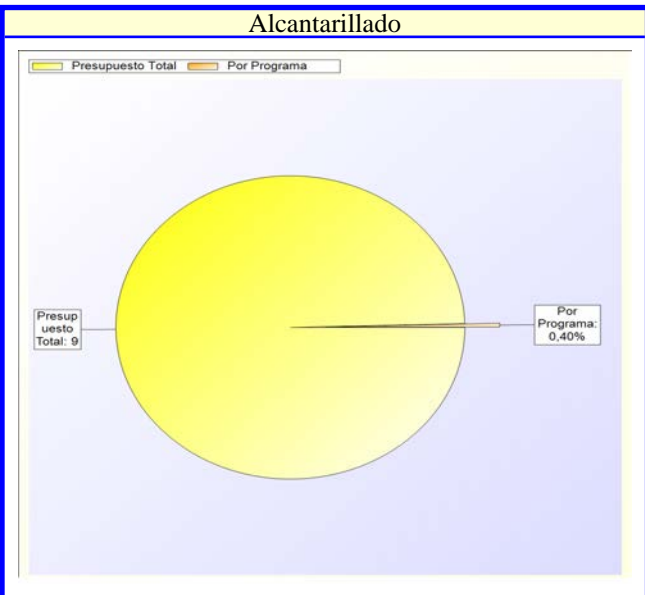 Alcantarillado
Presupuesto Total Por Programa
Presup
uesto
Total: 9
Por
Programa:
0,40%